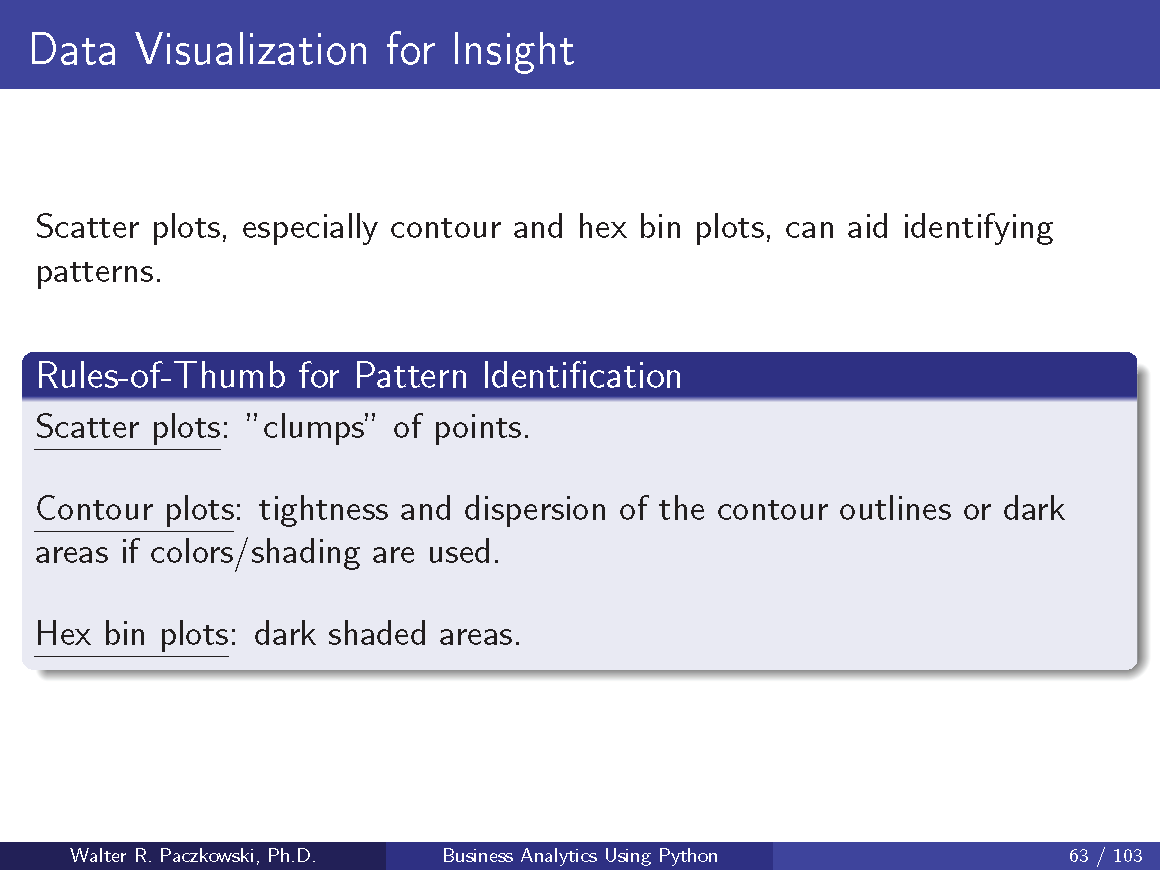 Data Visualization for Insight
Scatter plots, especially contour and hex bin plots, can aid identifying
patterns.
Rules-of-Thumb for Pattern Identification
Scatter plots: ”clumps” of points.
Contour plots: tightness and dispersion of the contour outlines or dark
areas if colors/shading are used.
Hex bin plots: dark shaded areas.
Walter R. Paczkowski, Ph.D. Business Analytics Using Python 63 / 103